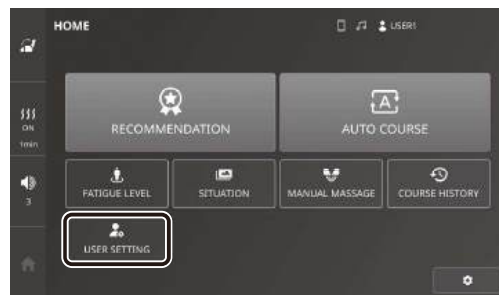 HOME
USER1
ON
1min
3
RECOMMENDATION
A
AUTO COURSE
FATIGUE LEVEL
SITUATION
MANUAL MASSAGE
COURSE HISTORY
USER SETTING